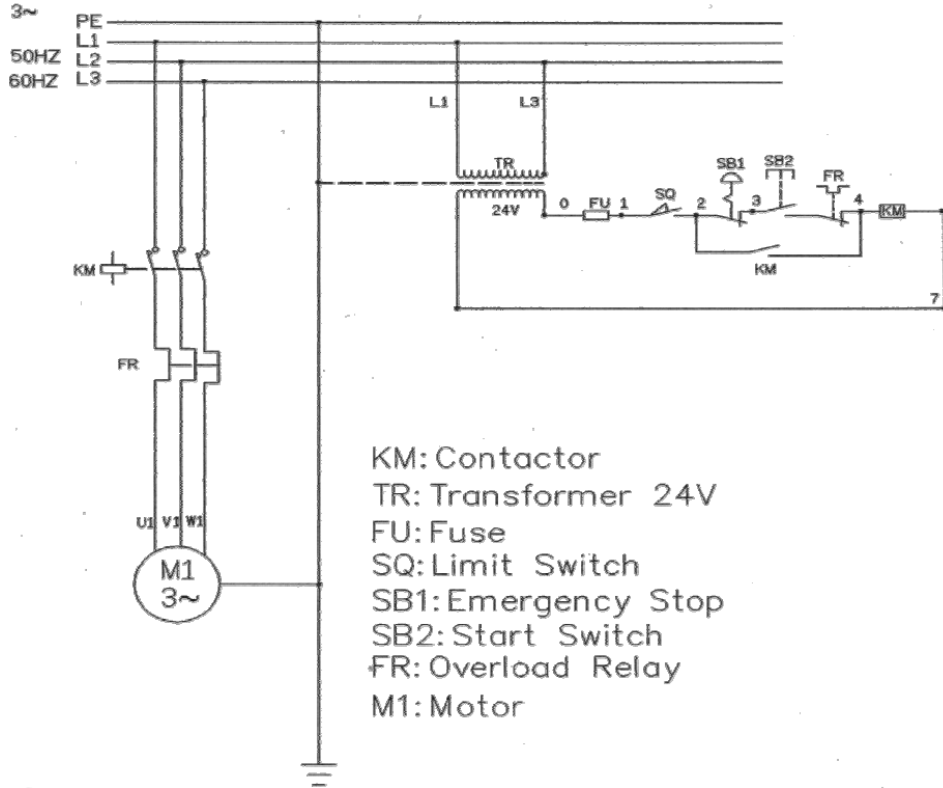 3~
PE
L1
50HZ L2
60HZ L3
L1 L3
TR
24V
0 FU 1 SQ 2 SB1 3 SB2 FR 4 KM
KM
7
KM
FR
U1 V1 W1
M1
3~
KM: Contactor
TR: Transformer 24V
FU: Fuse
SQ: Limit Switch
SB1: Emergency Stop
SB2: Start Switch
FR: Overload Relay
M1: Motor